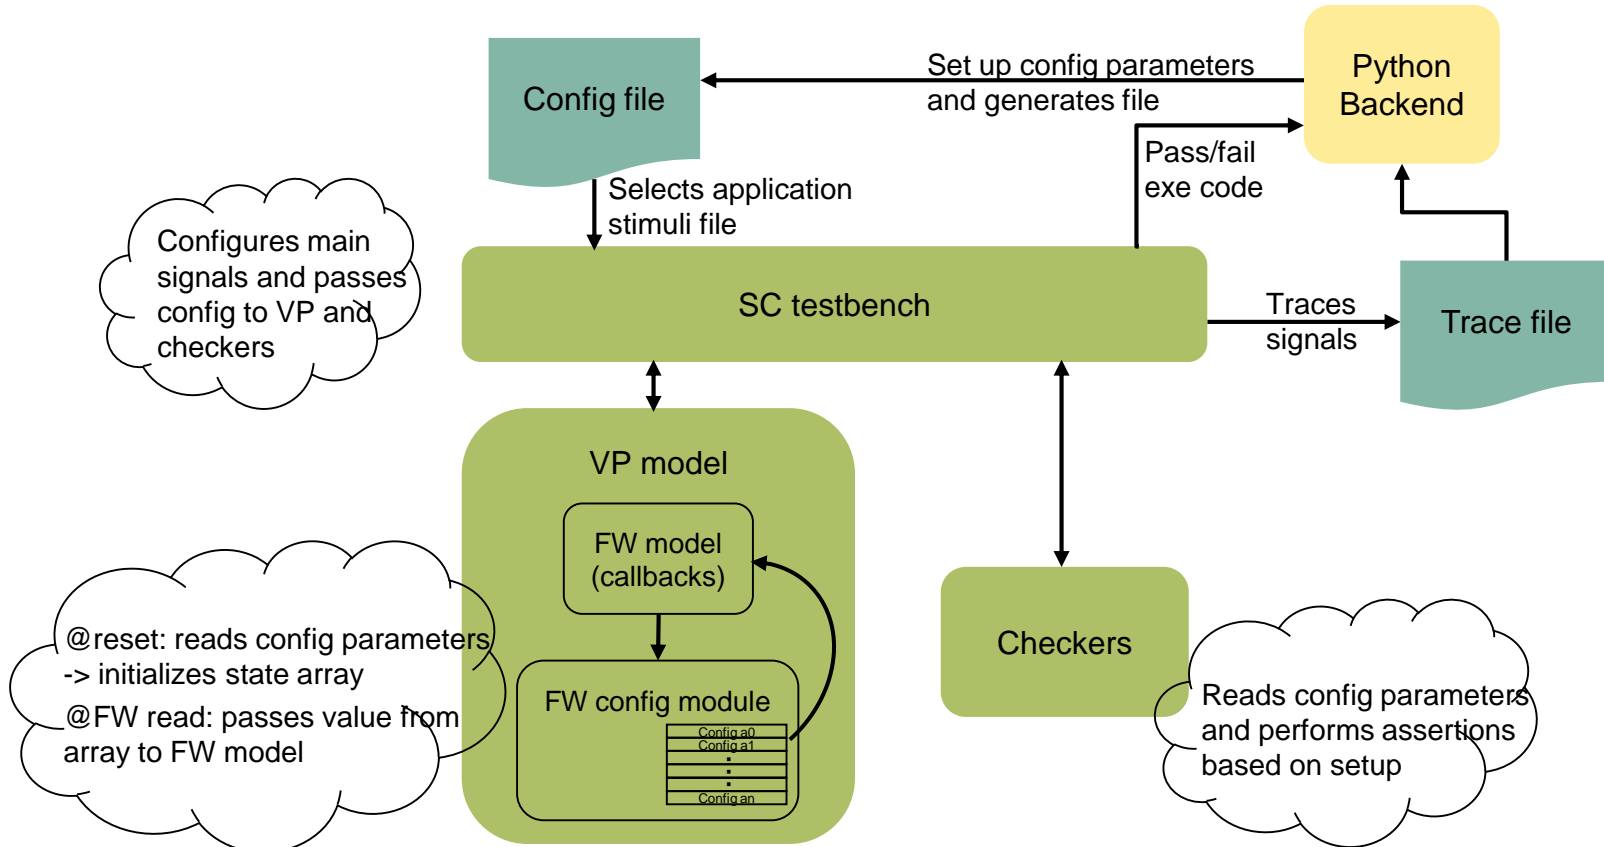 Config file
Set up config parameters
and generates file
Python
Backend
Pass/fail
exe code
Selects application
stimuli file
Configures main
signals and passes
config to VP and
checkers
SC testbench
Traces
signals
Trace file
VP model
FW model
(callbacks)
@reset: reads config parameters
-> initializes state array
@FW read: passes value from
array to FW model
FW config module
Config a0
Config a1
Config an
Checkers
Reads config parameters
and performs assertions
based on setup